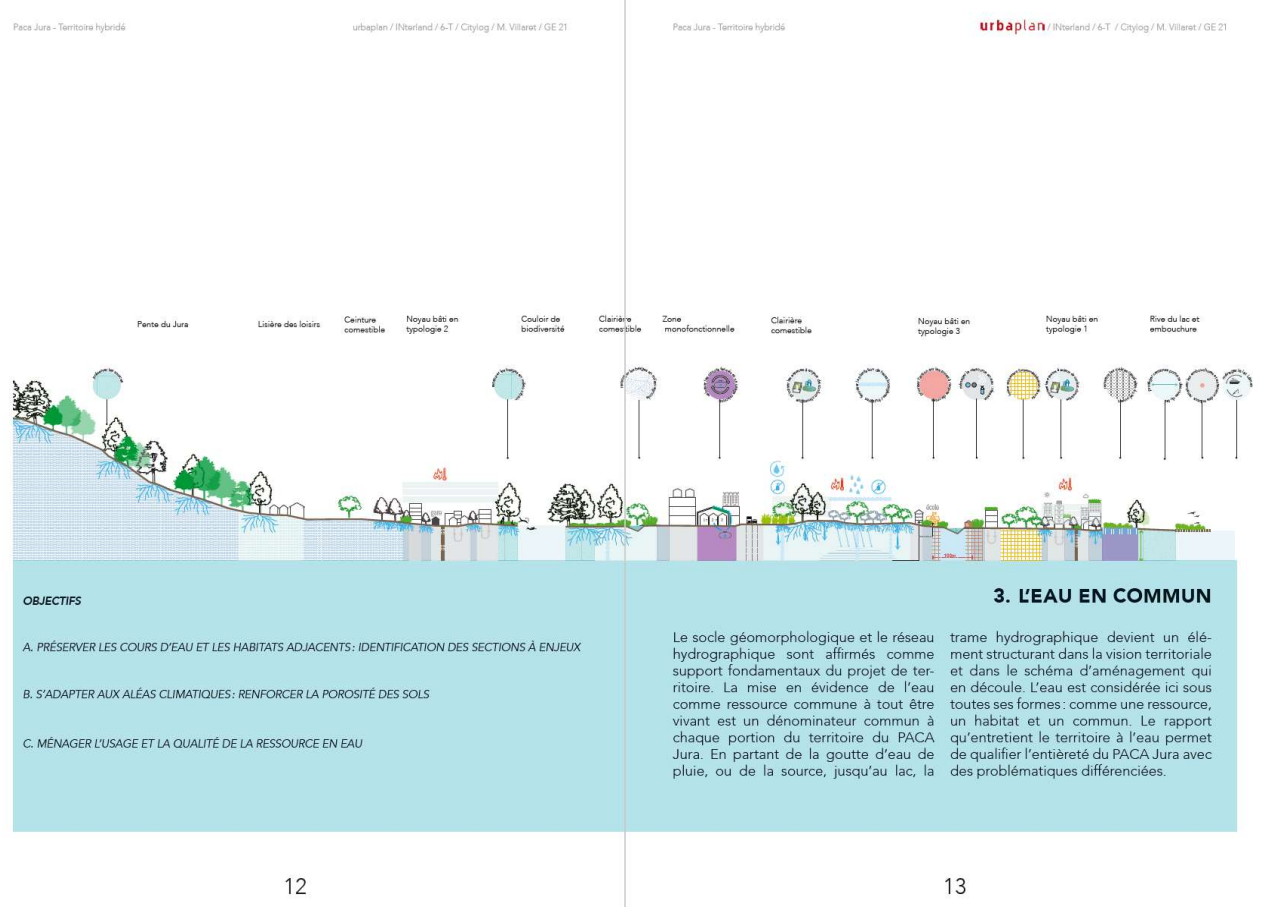 Paca Jura - Territoire hybridé
urbaplan / INterland / 6-T / Citylog / M. Villaret / GE 21
Paca Jura - Territoire hybridé
urbaplan / INterland / 6-T / Citylog / M. Villaret / GE 21
Pente du Jura
Lisière des loisirs
Ceinture
comestible
Noyau bâti en
typologie 2
Couloir de
biodiversité
Clairière
comestible
Zone
monofonctionnelle
Clairière
comestible
Noyau bâti en
typologie 3
Noyau bâti en
typologie 1
Rive du lac et
embouchure
école
OBJECTIFS
A. PRÉSERVER LES COURS D'EAU ET LES HABITATS ADJACENTS : IDENTIFICATION DES SECTIONS À ENJEUX
B. S'ADAPTER AUX ALÉAS CLIMATIQUES : RENFORCER LA POROSITÉ DES SOLS
C. MÉNAGER L'USAGE ET LA QUALITÉ DE LA RESSOURCE EN EAU
3. L'EAU EN COMMUN
Le socle géomorphologique et le réseau
hydrographique sont affirmés comme
support fondamentaux du projet de ter-
ritoire. La mise en évidence de l'eau
comme ressource commune à tout être
vivant est un dénominateur commun à
chaque portion du territoire du PACA
Jura. En partant de la goutte d'eau de
pluie, ou de la source, jusqu'au lac, la
trame hydrographique devient un élé-
ment structurant dans la vision territoriale
et dans le schéma d'aménagement qui
en découle. L'eau est considérée ici sous
toutes ses formes : comme une ressource,
un habitat et un commun. Le rapport
qu'entretient le territoire à l'eau permet
de qualifier l'entièreté du PACA Jura avec
des problématiques différenciées.
12
13